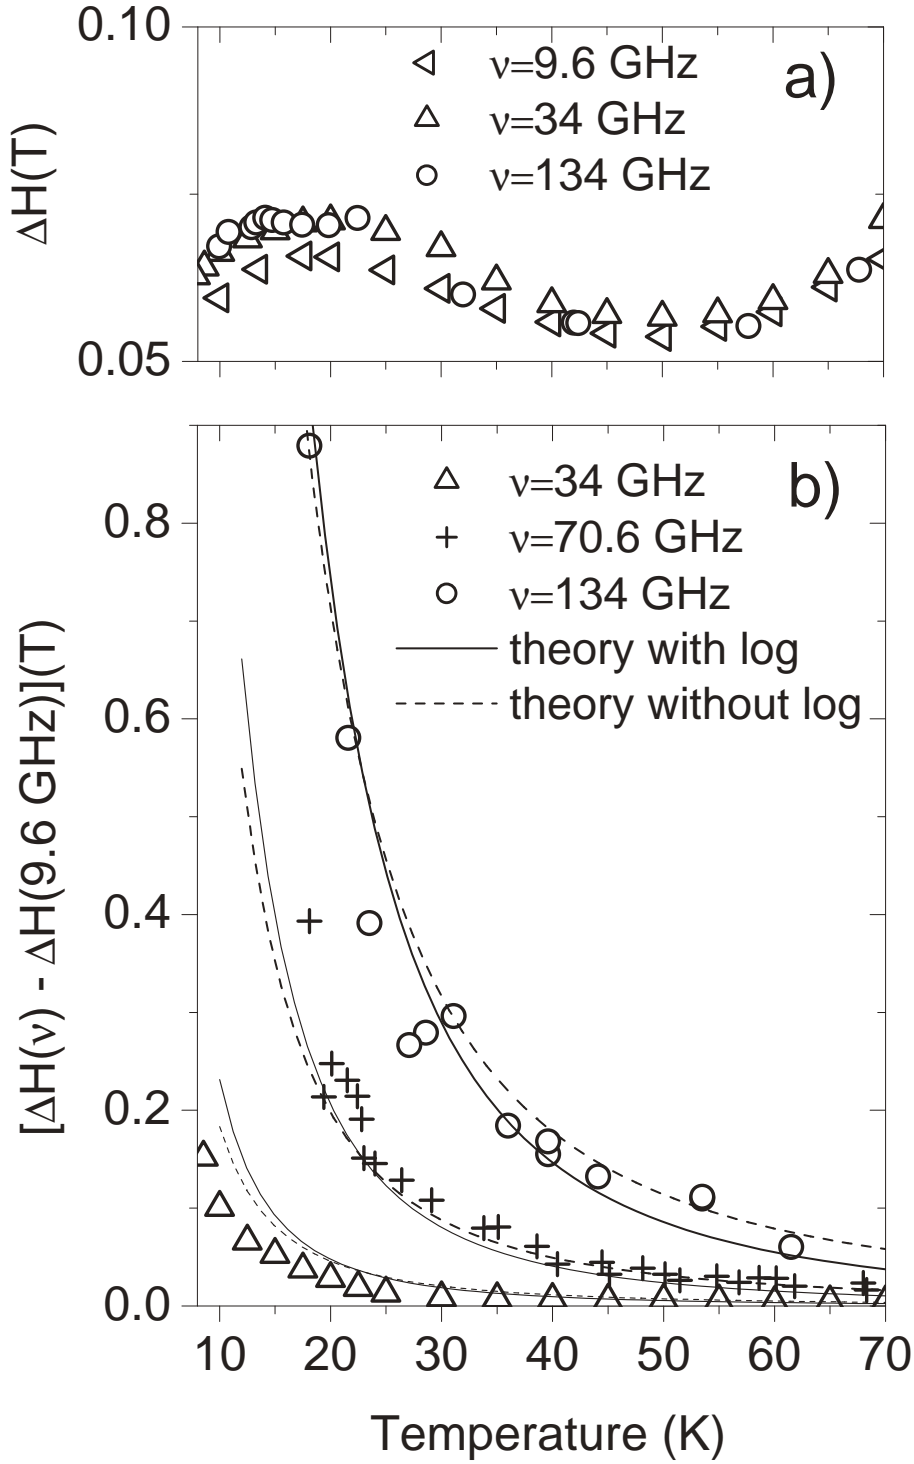 0.10
ν=9.6 GHz
a)
ν=34 GHz
ν=134 GHz
ΔH(T)
0.05
ν=34 GHz
b)
ν=70.6 GHz
ν=134 GHz
theory with log
theory without log
0.8
0.6
0.4
0.2
0.0
[ΔH(ν) - ΔH(9.6 GHz)](T)
10 20 30 40 50 60 70
Temperature (K)